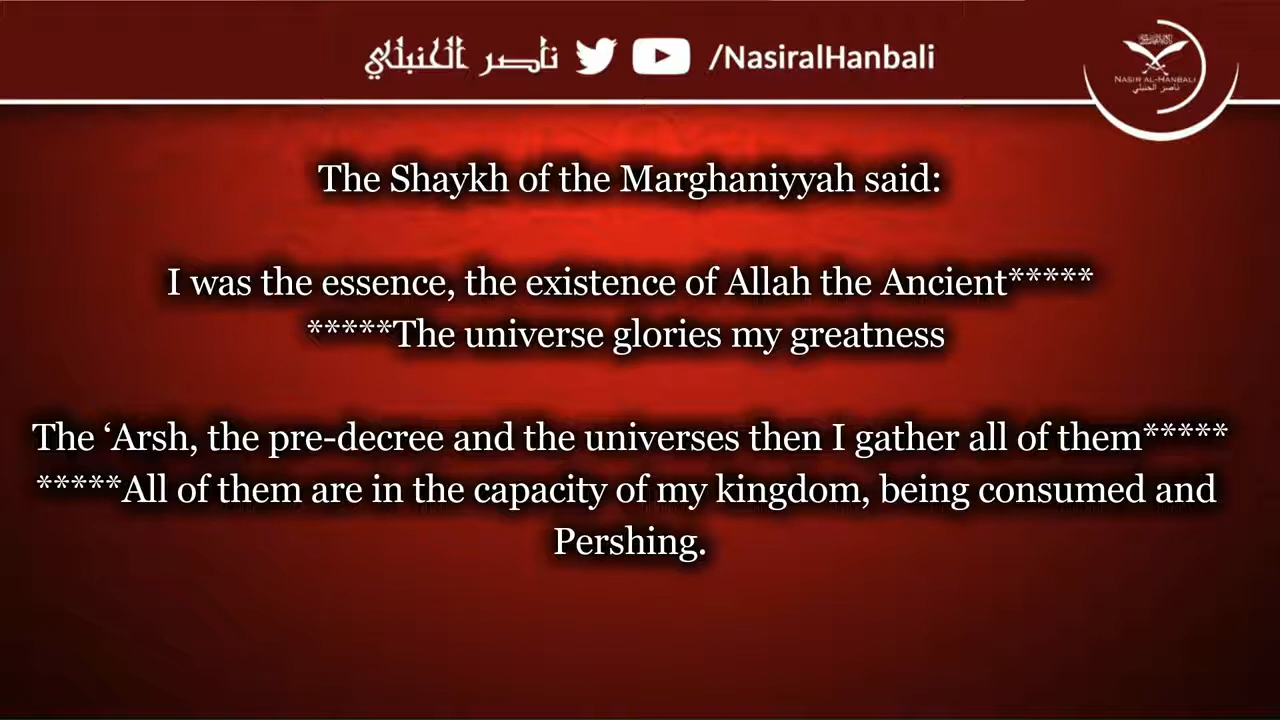 ناصر الحنبلي /NasiralHanbali
NASIR AL-HANBALI
ناصر الحنبلي
The Shaykh of the Marghaniyyah said:
I was the essence, the existence of Allah the Ancient*****
*****The universe glories my greatness
The ‘Arsh, the pre-decree and the universes then I gather all of them*****
*****All of them are in the capacity of my kingdom, being consumed and
Pershing.